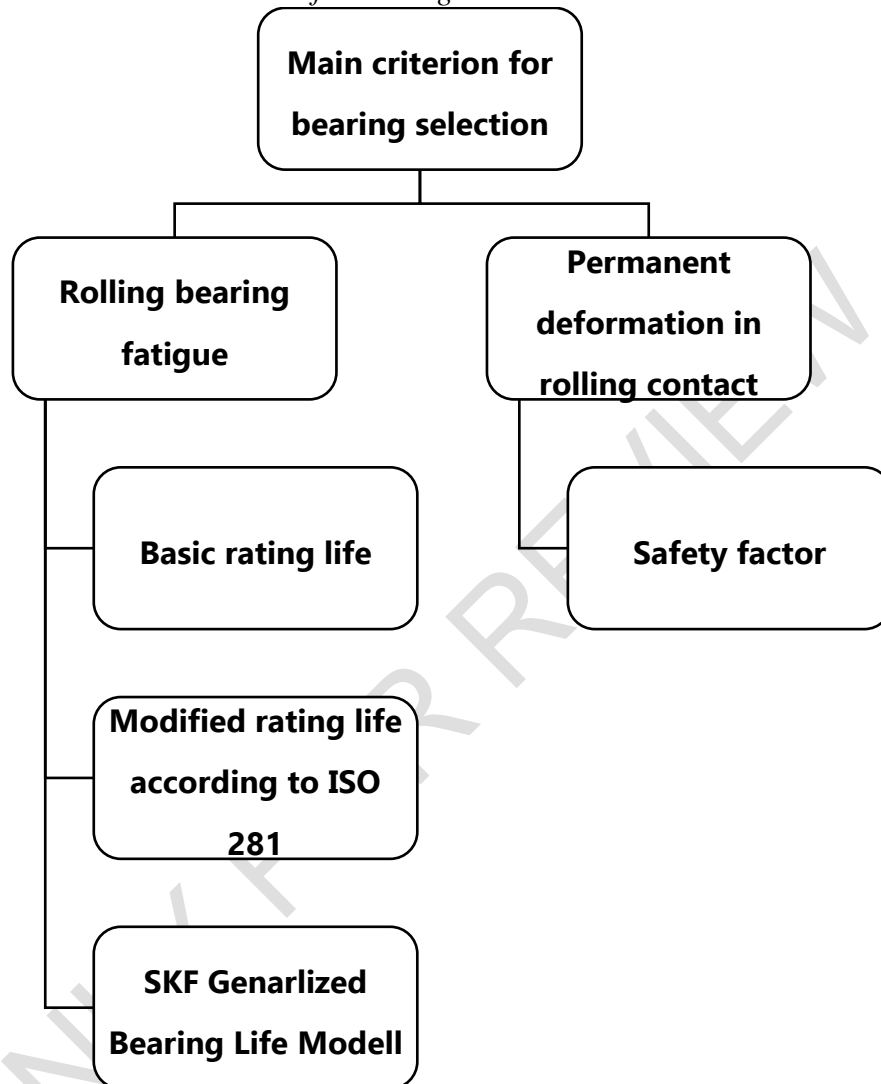 Main criterion for
bearing selection
Rolling bearing
fatigue
Permanent
deformation in
rolling contact
Basic rating life
Safety factor
Modified rating life
according to ISO
281
SKF Genarlized
Bearing Life Modell